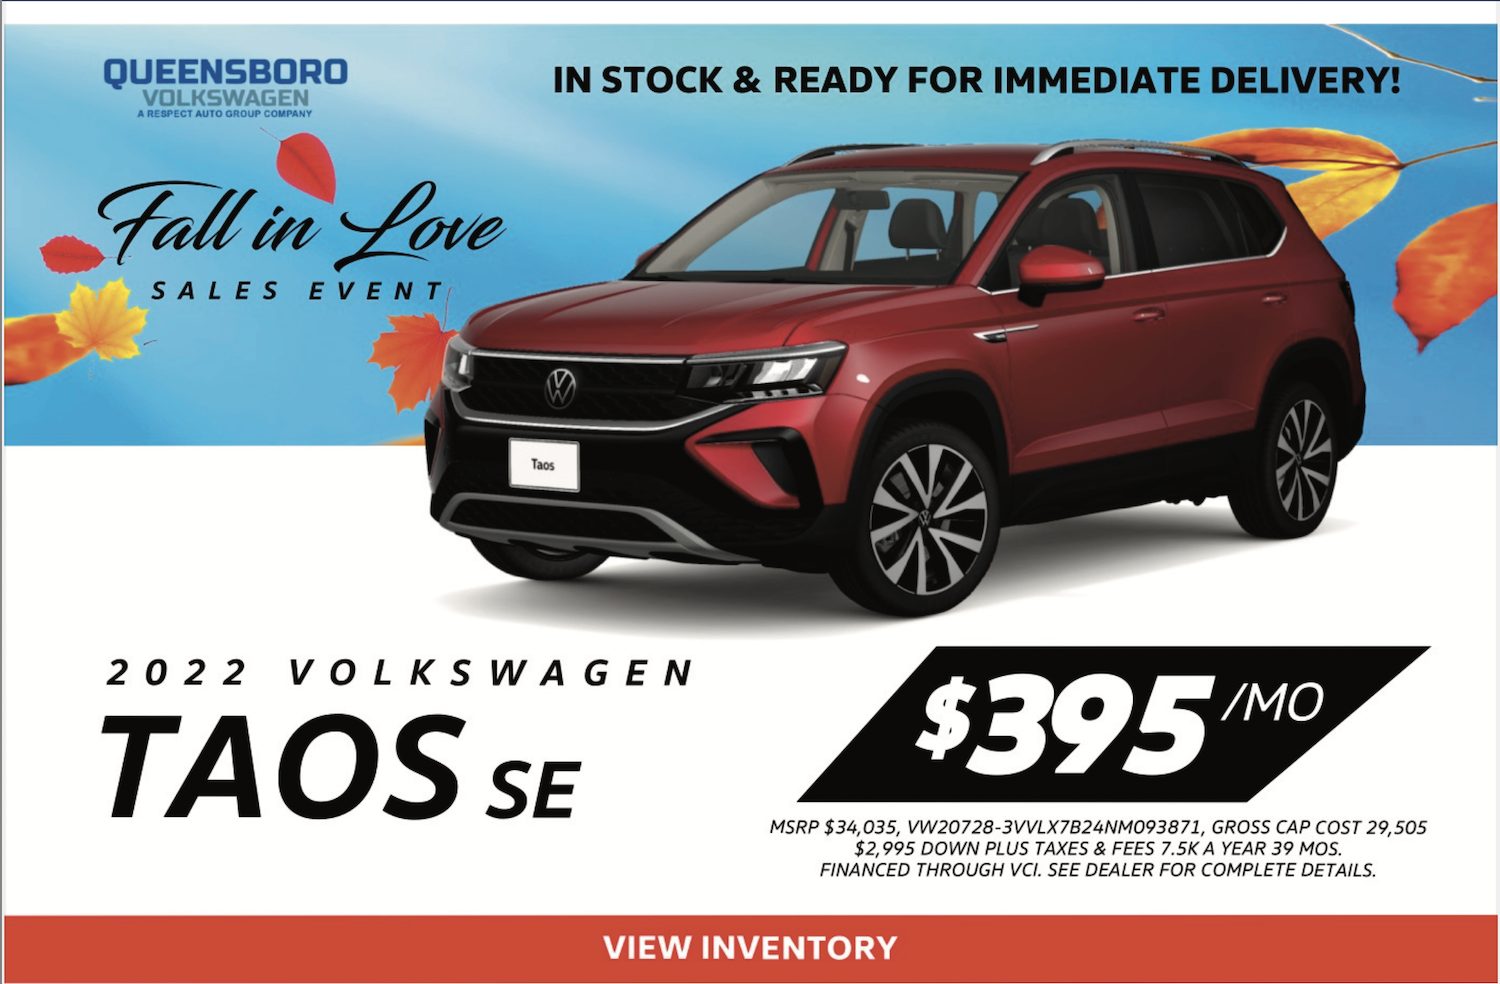 QUEENSBORO
VOLKSWAGEN
A RESPECT AUTO GROUP COMPANY
IN STOCK & READY FOR IMMEDIATE DELIVERY!
Fall in Love
SALES EVENT
Taos
2022 VOLKSWAGEN
TAOS SE
$395/MO
MSRP $34,035, VW20728-3VVLX7B24NM093871, GROSS CAP COST 29,505
$2,995 DOWN PLUS TAXES & FEES 7.5K A YEAR 39 MOS.
FINANCED THROUGH VCI. SEE DEALER FOR COMPLETE DETAILS.
VIEW INVENTORY